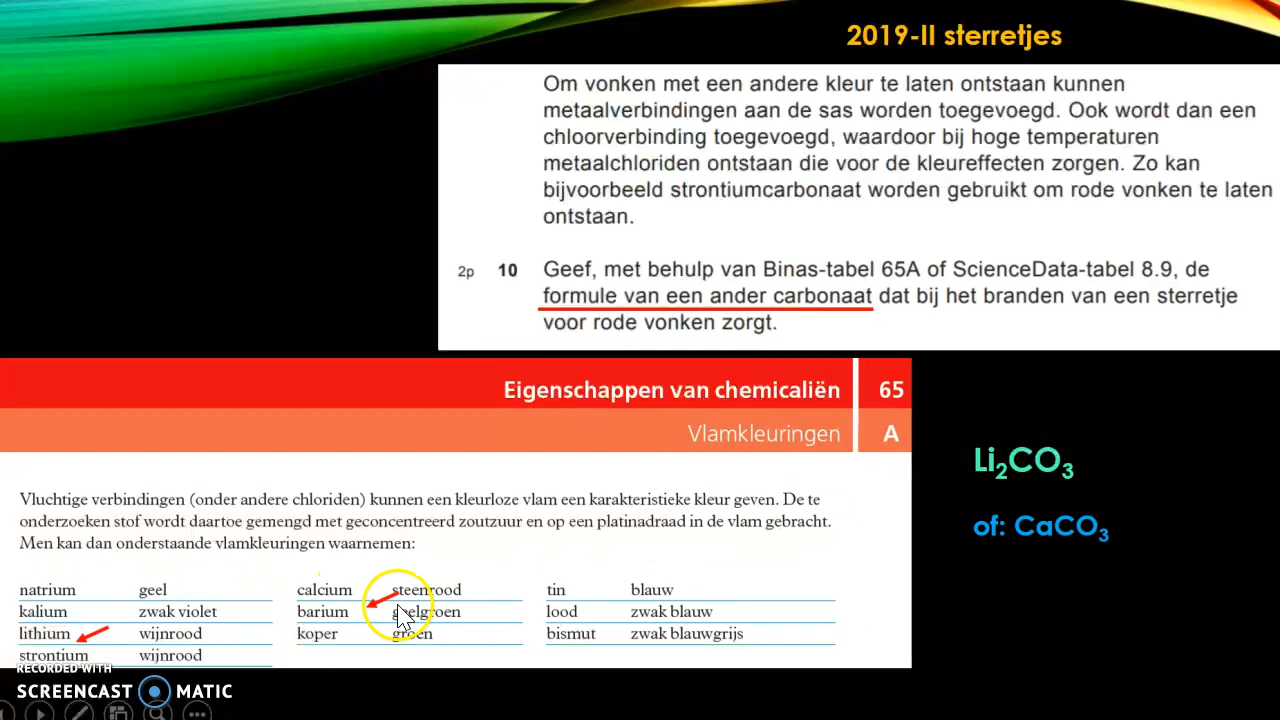 2019-II sterretjes
Om vonken met een andere kleur te laten ontstaan kunnen
metaalverbindingen aan de sas worden toegevoegd. Ook wordt dan een
chloorverbinding toegevoegd, waardoor bij hoge temperaturen
metaalchloriden ontstaan die voor de kleureffecten zorgen. Zo kan
bijvoorbeeld strontiumcarbonaat worden gebruikt om rode vonken te laten
ontstaan.
2p 10 Geef, met behulp van Binas-tabel 65A of ScienceData-tabel 8.9, de
formule van een ander carbonaat dat bij het branden van een sterretje
voor rode vonken zorgt.
Eigenschappen van chemicaliën 65
Vlamkleuringen A
Li₂CO₃
of: CaCO₃
Vluchtige verbindingen (onder andere chloriden) kunnen een kleurloze vlam een karakteristieke kleur geven. De te
onderzoeken stof wordt daartoe gemengd met geconcentreerd zoutzuur en op een platinadraad in de vlam gebracht.
Men kan dan onderstaande vlamkleuringen waarnemen:
natrium geel calcium steenrood tin blauw
kalium zwak violet barium geelgroen lood zwak blauw
lithium wijnrood koper groen bismut zwak blauwgrijs
strontium wijnrood
RECORDED WITH
SCREENCAST MATIC